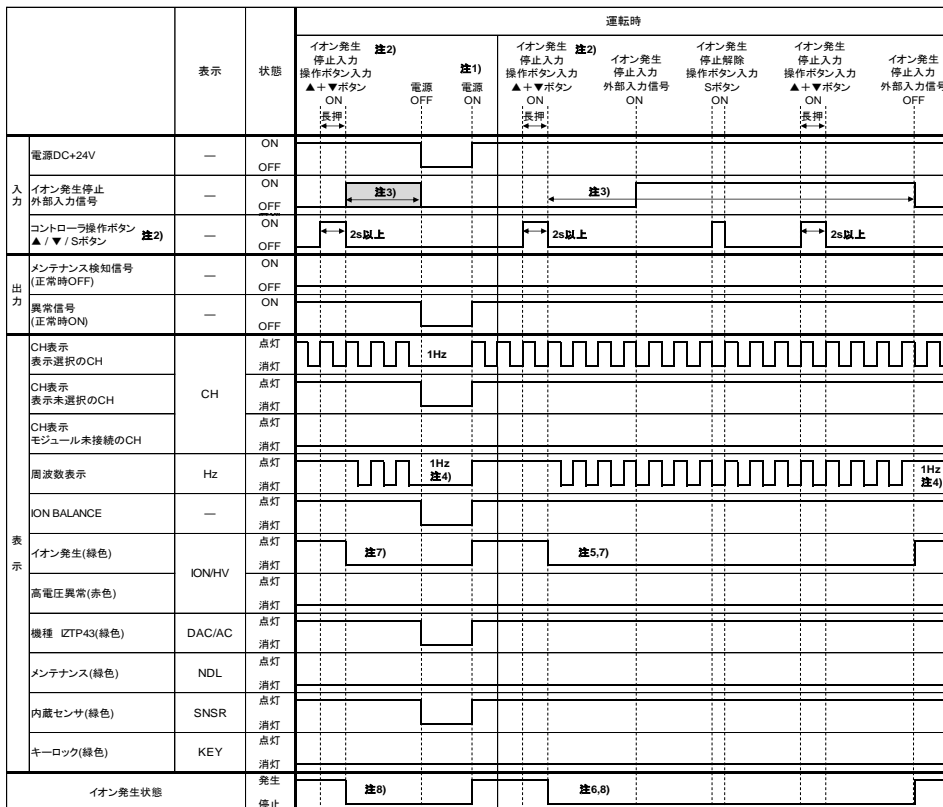 運転時
表示
状態
イオン発生 注2)
停止入力
操作ボタン入力
▲+▼ボタン
ON
長押
電源
OFF
注1)
電源
ON
イオン発生 注2)
停止入力
操作ボタン入力
▲+▼ボタン
ON
長押
イオン発生
停止入力
外部入力信号
ON
イオン発生
停止解除
操作ボタン入力
Sボタン
ON
イオン発生
停止入力
操作ボタン入力
▲+▼ボタン
ON
長押
イオン発生
停止入力
外部入力信号
OFF
入力
電源DC+24V
―
ON
OFF
イオン発生停止
外部入力信号
―
ON
OFF
注3)
注3)
コントローラ操作ボタン 注2)
▲ / ▼ / Sボタン
―
ON
OFF
2s以上
2s以上
2s以上
出力
メンテナンス検知信号
(正常時OFF)
―
ON
OFF
異常信号
(正常時ON)
―
ON
OFF
表示
CH表示
表示選択のCH
CH
点灯
消灯
1Hz
CH表示
表示未選択のCH
点灯
消灯
CH表示
モジュール未接続のCH
点灯
消灯
周波数表示
Hz
点灯
消灯
1Hz
注4)
1Hz
注4)
ION BALANCE
―
点灯
消灯
イオン発生(緑色)
ION/HV
点灯
消灯
注7)
注5,7)
高電圧異常(赤色)
点灯
消灯
機種 IZTP43(緑色)
DAC/AC
点灯
消灯
メンテナンス(緑色)
NDL
点灯
消灯
内蔵センサ(緑色)
SNSR
点灯
消灯
キーロック(緑色)
KEY
点灯
消灯
イオン発生状態
発生
停止
注8)
注6,8)